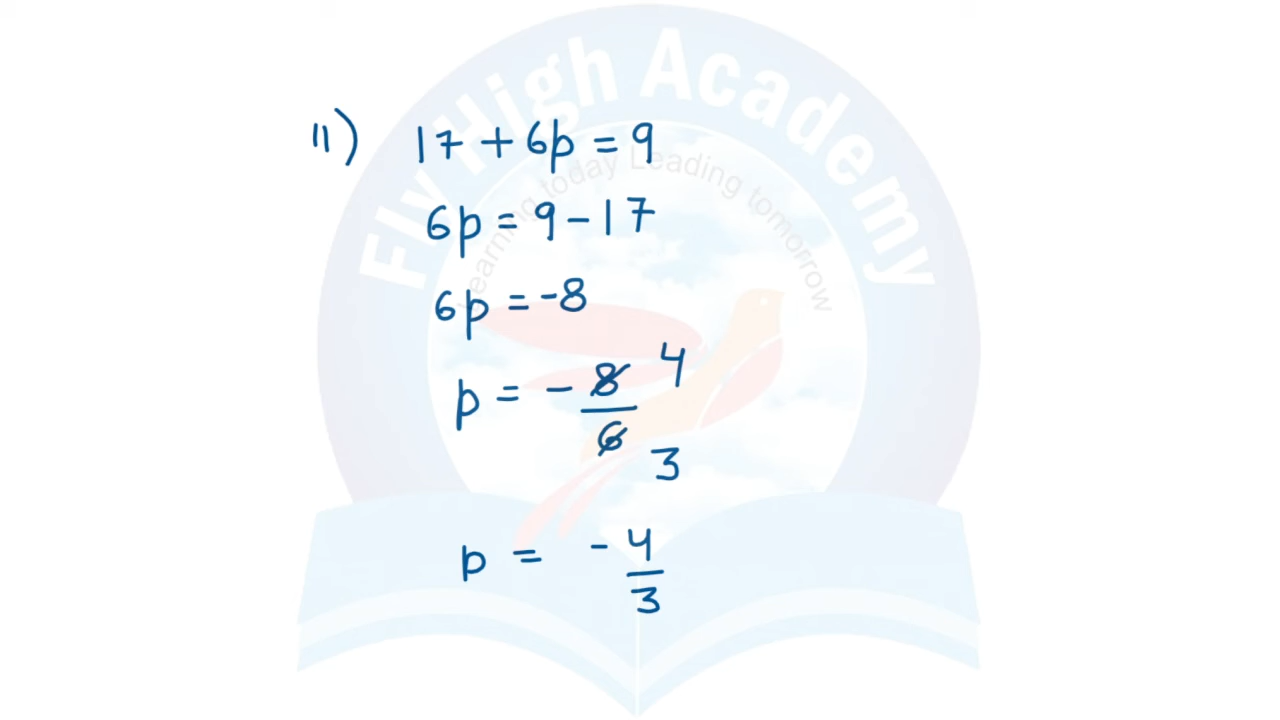 Fly High Academy
Learning today Leading tomorrow
11) 17 + 6p = 9
6p = 9 - 17
6p = -8
p = - 8/6 4 3
p = - 4/3